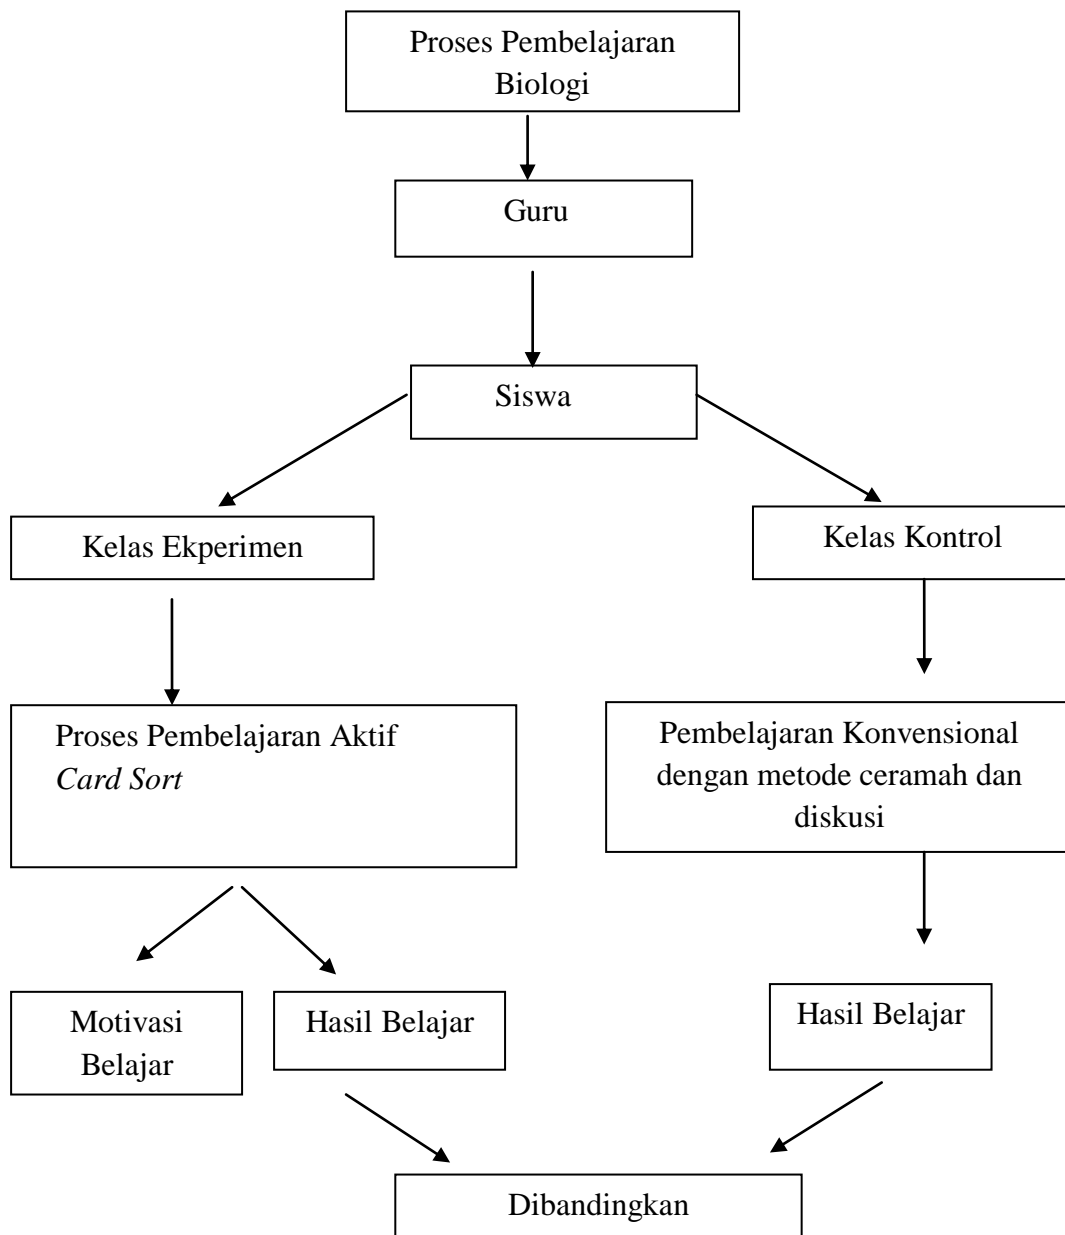 Proses Pembelajaran
Biologi
Guru
Siswa
Kelas Ekperimen
Kelas Kontrol
Proses Pembelajaran Aktif
Card Sort
Pembelajaran Konvensional
dengan metode ceramah dan
diskusi
Motivasi
Belajar
Hasil Belajar
Hasil Belajar
Dibandingkan